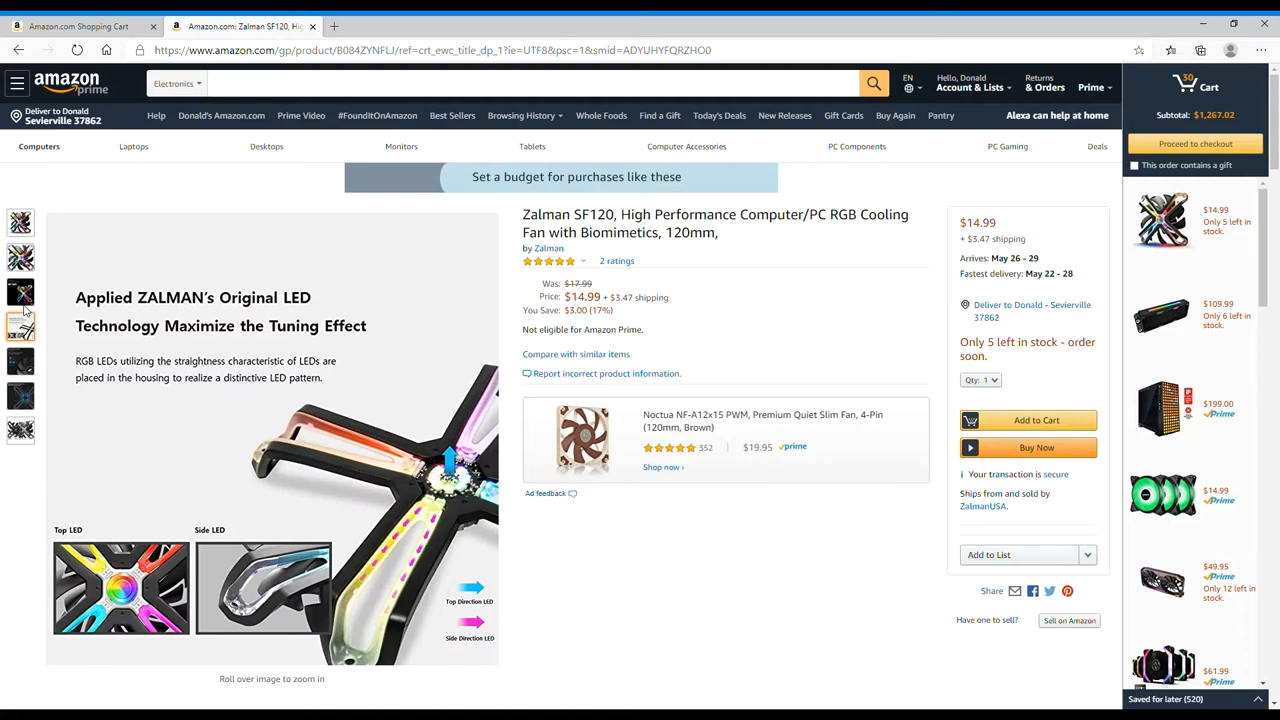 Amazon.com Shopping Cart
Amazon.com: Zalman SF120, Hig
https://www.amazon.com/gp/product/B084ZYNFLJ/ref=crt_ewc_title_dp_1?ie=UTF8&psc=1&smid=ADYUHYFQRZHO0
amazon prime
Electronics
EN
Hello, Donald
Account & Lists
Returns
& Orders
Prime
30
Cart
Deliver to Donald
Sevierville 37862
Help
Donald's Amazon.com
Prime Video
#FoundItOnAmazon
Best Sellers
Browsing History
Whole Foods
Find a Gift
Today's Deals
New Releases
Gift Cards
Buy Again
Pantry
Alexa can help at home
Subtotal: $1,267.02
Proceed to checkout
This order contains a gift
Computers
Laptops
Desktops
Monitors
Tablets
Computer Accessories
PC Components
PC Gaming
Deals
Set a budget for purchases like these
Applied ZALMAN's Original LED
Technology Maximize the Tuning Effect
RGB LEDs utilizing the straightness characteristic of LEDs are
placed in the housing to realize a distinctive LED pattern.
Top LED
Side LED
Top Direction LED
Side Direction LED
Roll over image to zoom in
Zalman SF120, High Performance Computer/PC RGB Cooling
Fan with Biomimetics, 120mm,
by Zalman
2 ratings
Was: $17.99
Price: $14.99 + $3.47 shipping
You Save: $3.00 (17%)
Not eligible for Amazon Prime.
Compare with similar items
Report incorrect product information.
Noctua NF-A12x15 PWM, Premium Quiet Slim Fan, 4-Pin
(120mm, Brown)
352
$19.95
prime
Shop now ›
Ad feedback
$14.99
+ $3.47 shipping
Arrives: May 26 - 29
Fastest delivery: May 22 - 28
Deliver to Donald - Sevierville
37862
Only 5 left in stock - order
soon.
Qty: 1
Add to Cart
Buy Now
Your transaction is secure
Ships from and sold by
ZalmanUSA.
Add to List
Share
Have one to sell?
Sell on Amazon
$14.99
Only 5 left in
stock.
$109.99
Only 6 left in
stock.
$199.00
Prime
$14.99
Prime
$49.95
Prime
Only 12 left in
stock.
$61.99
Prime
Saved for later (520)